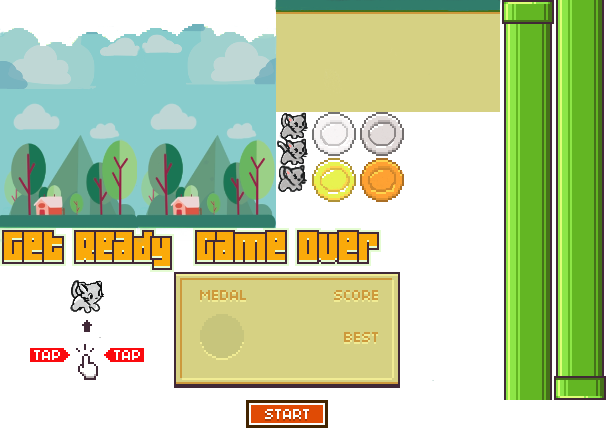 Get Ready Game Over
MEDAL SCORE
BEST
TAP TAP
START